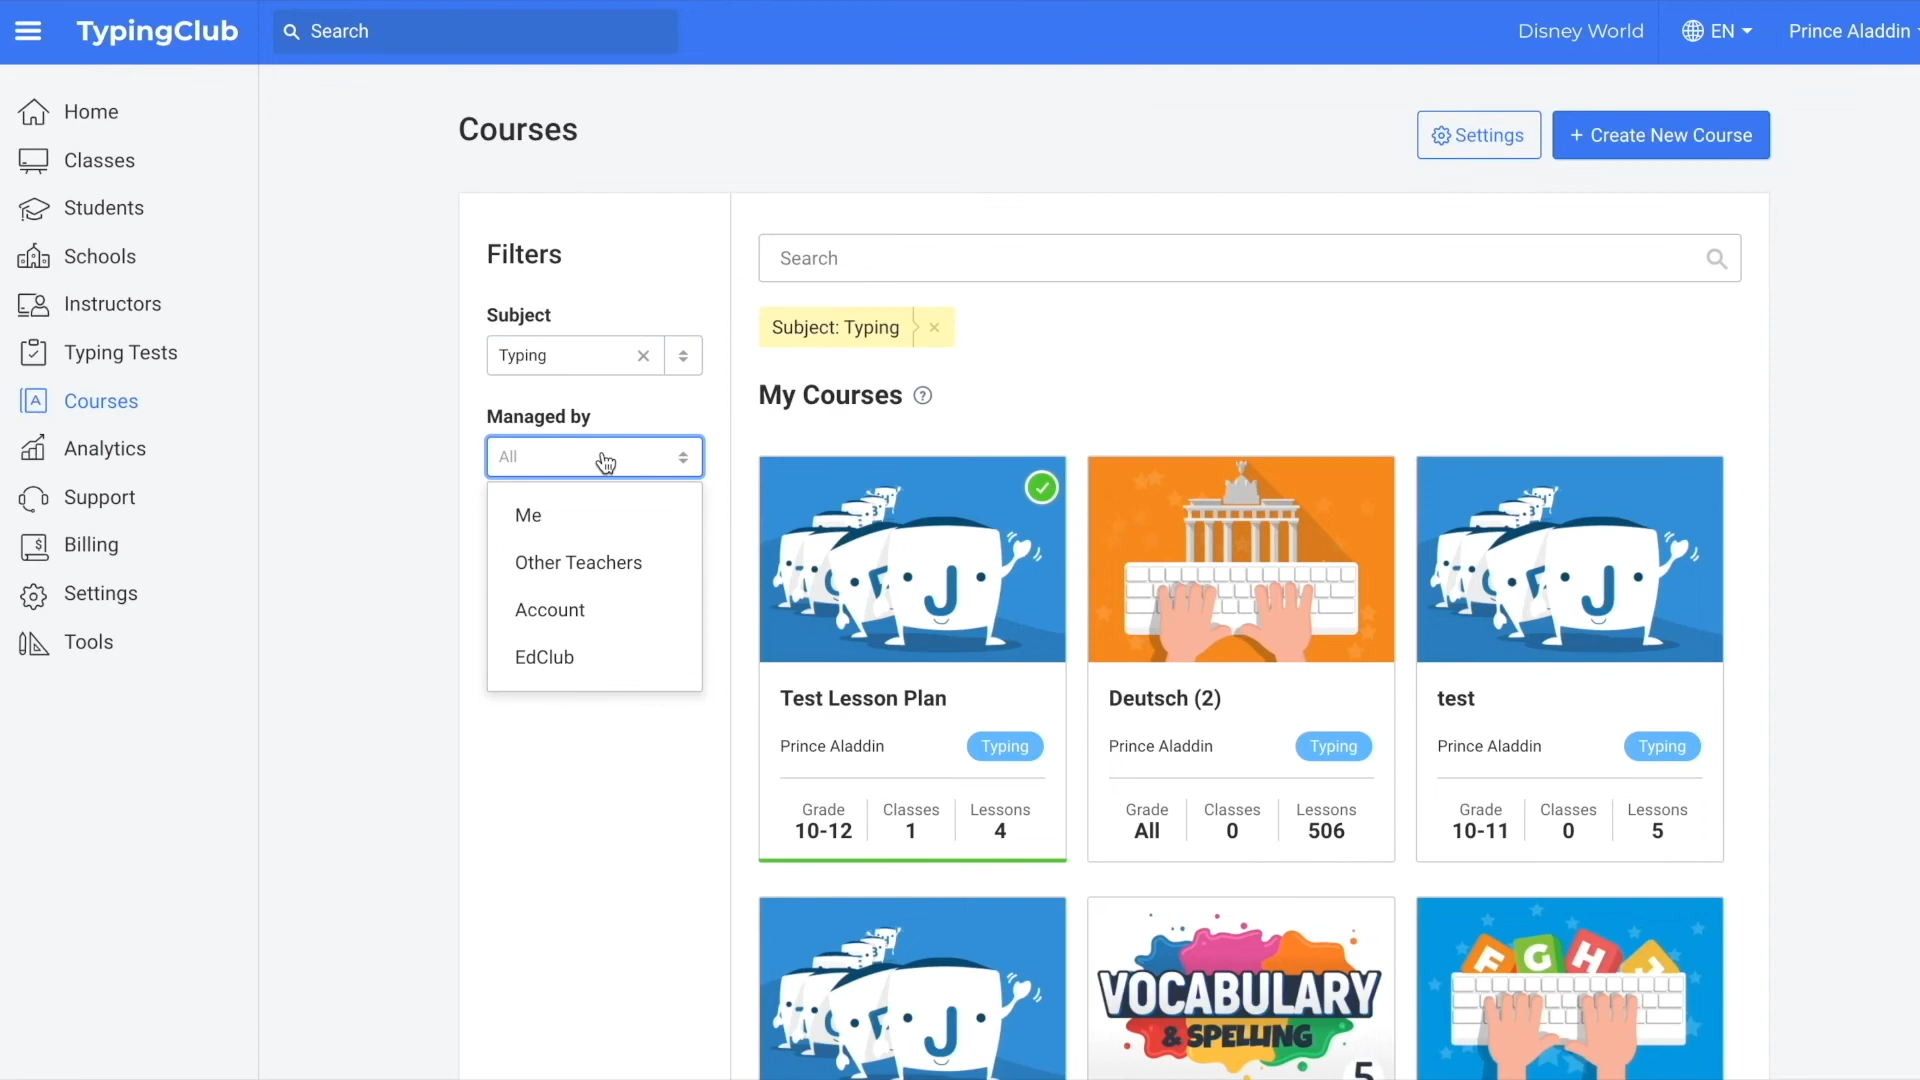 TypingClub
Search
Disney World
EN
Prince Aladdin
Home
Classes
Students
Schools
Instructors
Typing Tests
Courses
Analytics
Support
Billing
Settings
Tools
Courses
Settings
+ Create New Course
Filters
Subject
Typing
Managed by
All
Me
Other Teachers
Account
EdClub
Search
Subject: Typing
My Courses
J
Test Lesson Plan
Prince Aladdin
Typing
Grade Classes Lessons
10-12 1 4
Deutsch (2)
Prince Aladdin
Typing
Grade Classes Lessons
All 0 506
J
test
Prince Aladdin
Typing
Grade Classes Lessons
10-11 0 5
J
VOCABULARY
& SPELLING
5
F G H J